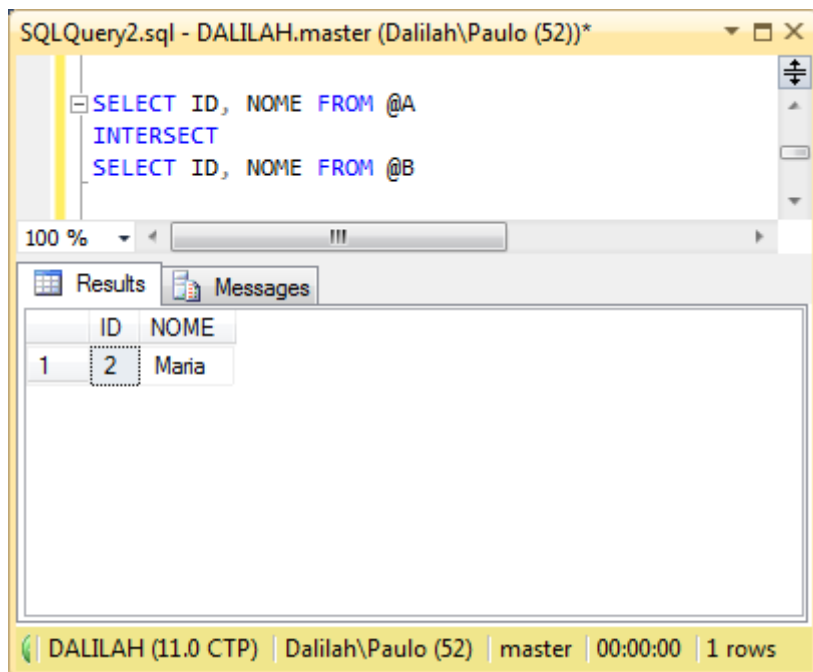 SQLQuery2.sql - DALILAH.master (Dalilah\Paulo (52))*
SELECT ID, NOME FROM @A
INTERSECT
SELECT ID, NOME FROM @B
100 %
Results Messages
ID NOME
1 2 Maria
DALILAH (11.0 CTP) Dalilah\Paulo (52) master 00:00:00 1 rows